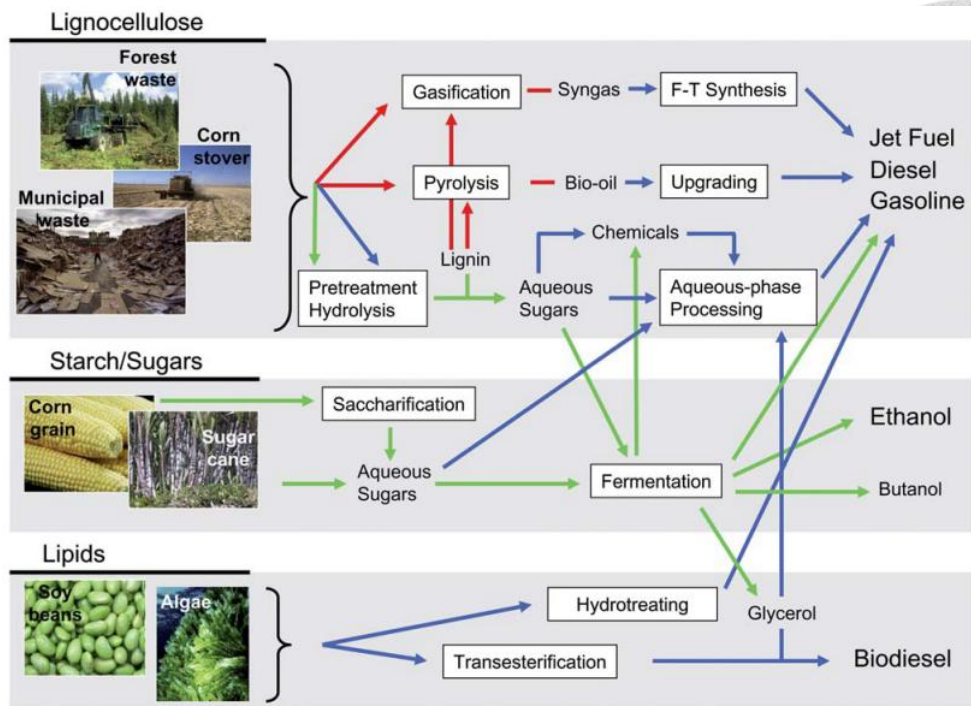 Lignocellulose
Forest
waste
Corn
stover
Municipal
waste
Gasification
Syngas
F-T Synthesis
Pyrolysis
Bio-oil
Upgrading
Jet Fuel
Diesel
Gasoline
Lignin
Chemicals
Pretreatment
Hydrolysis
Aqueous
Sugars
Aqueous-phase
Processing
Starch/Sugars
Corn
grain
Sugar
cane
Saccharification
Aqueous
Sugars
Fermentation
Ethanol
Butanol
Lipids
Soy
beans
Algae
Hydrotreating
Glycerol
Transesterification
Biodiesel